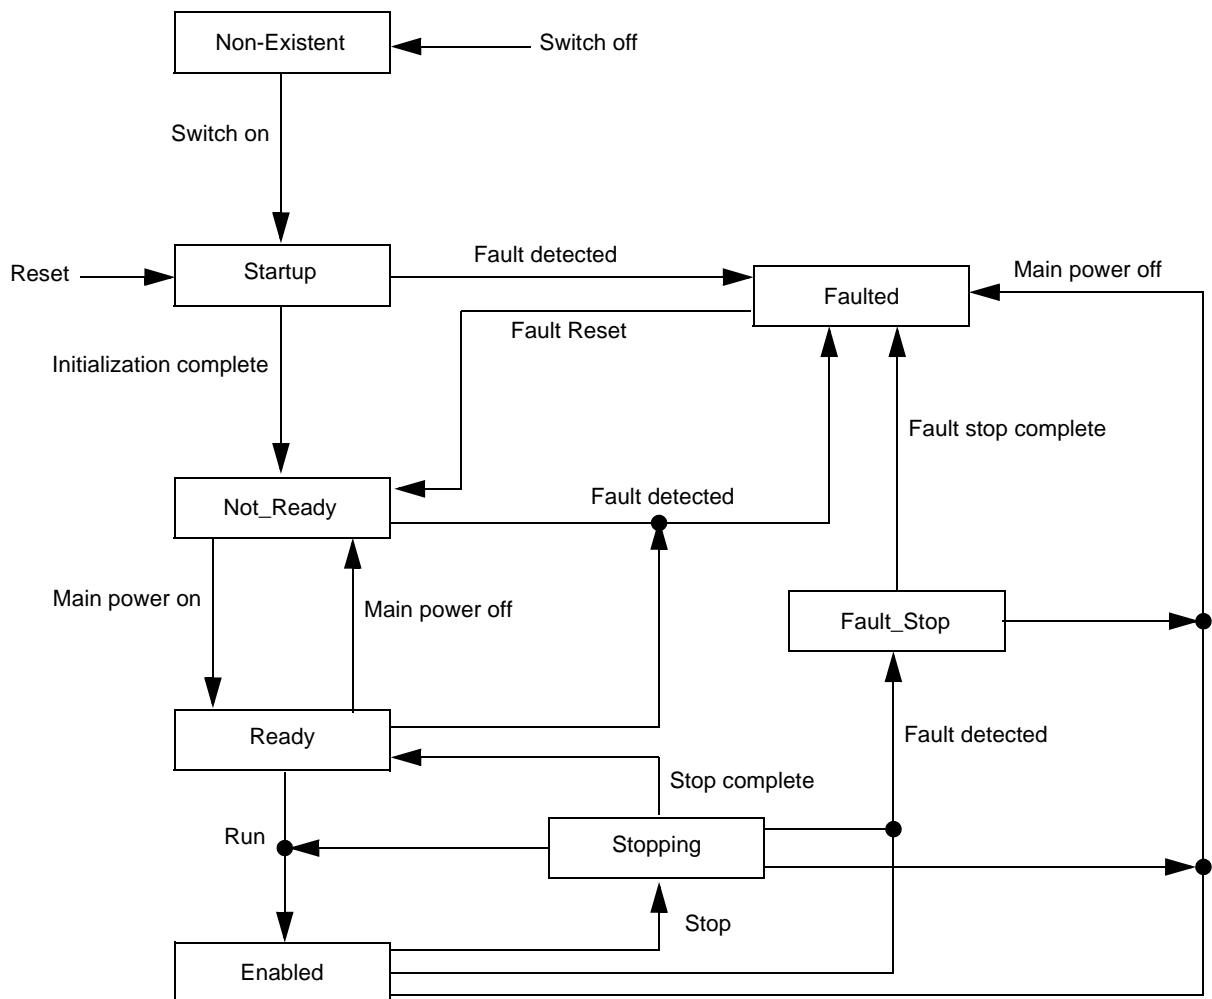 Non-Existent
Switch off
Switch on
Fault detected
Startup
Reset
Main power off
Faulted
Fault Reset
Initialization complete
Fault stop complete
Fault detected
Not_Ready
Main power on
Main power off
Fault_Stop
Ready
Fault detected
Stop complete
Run
Stopping
Stop
Enabled